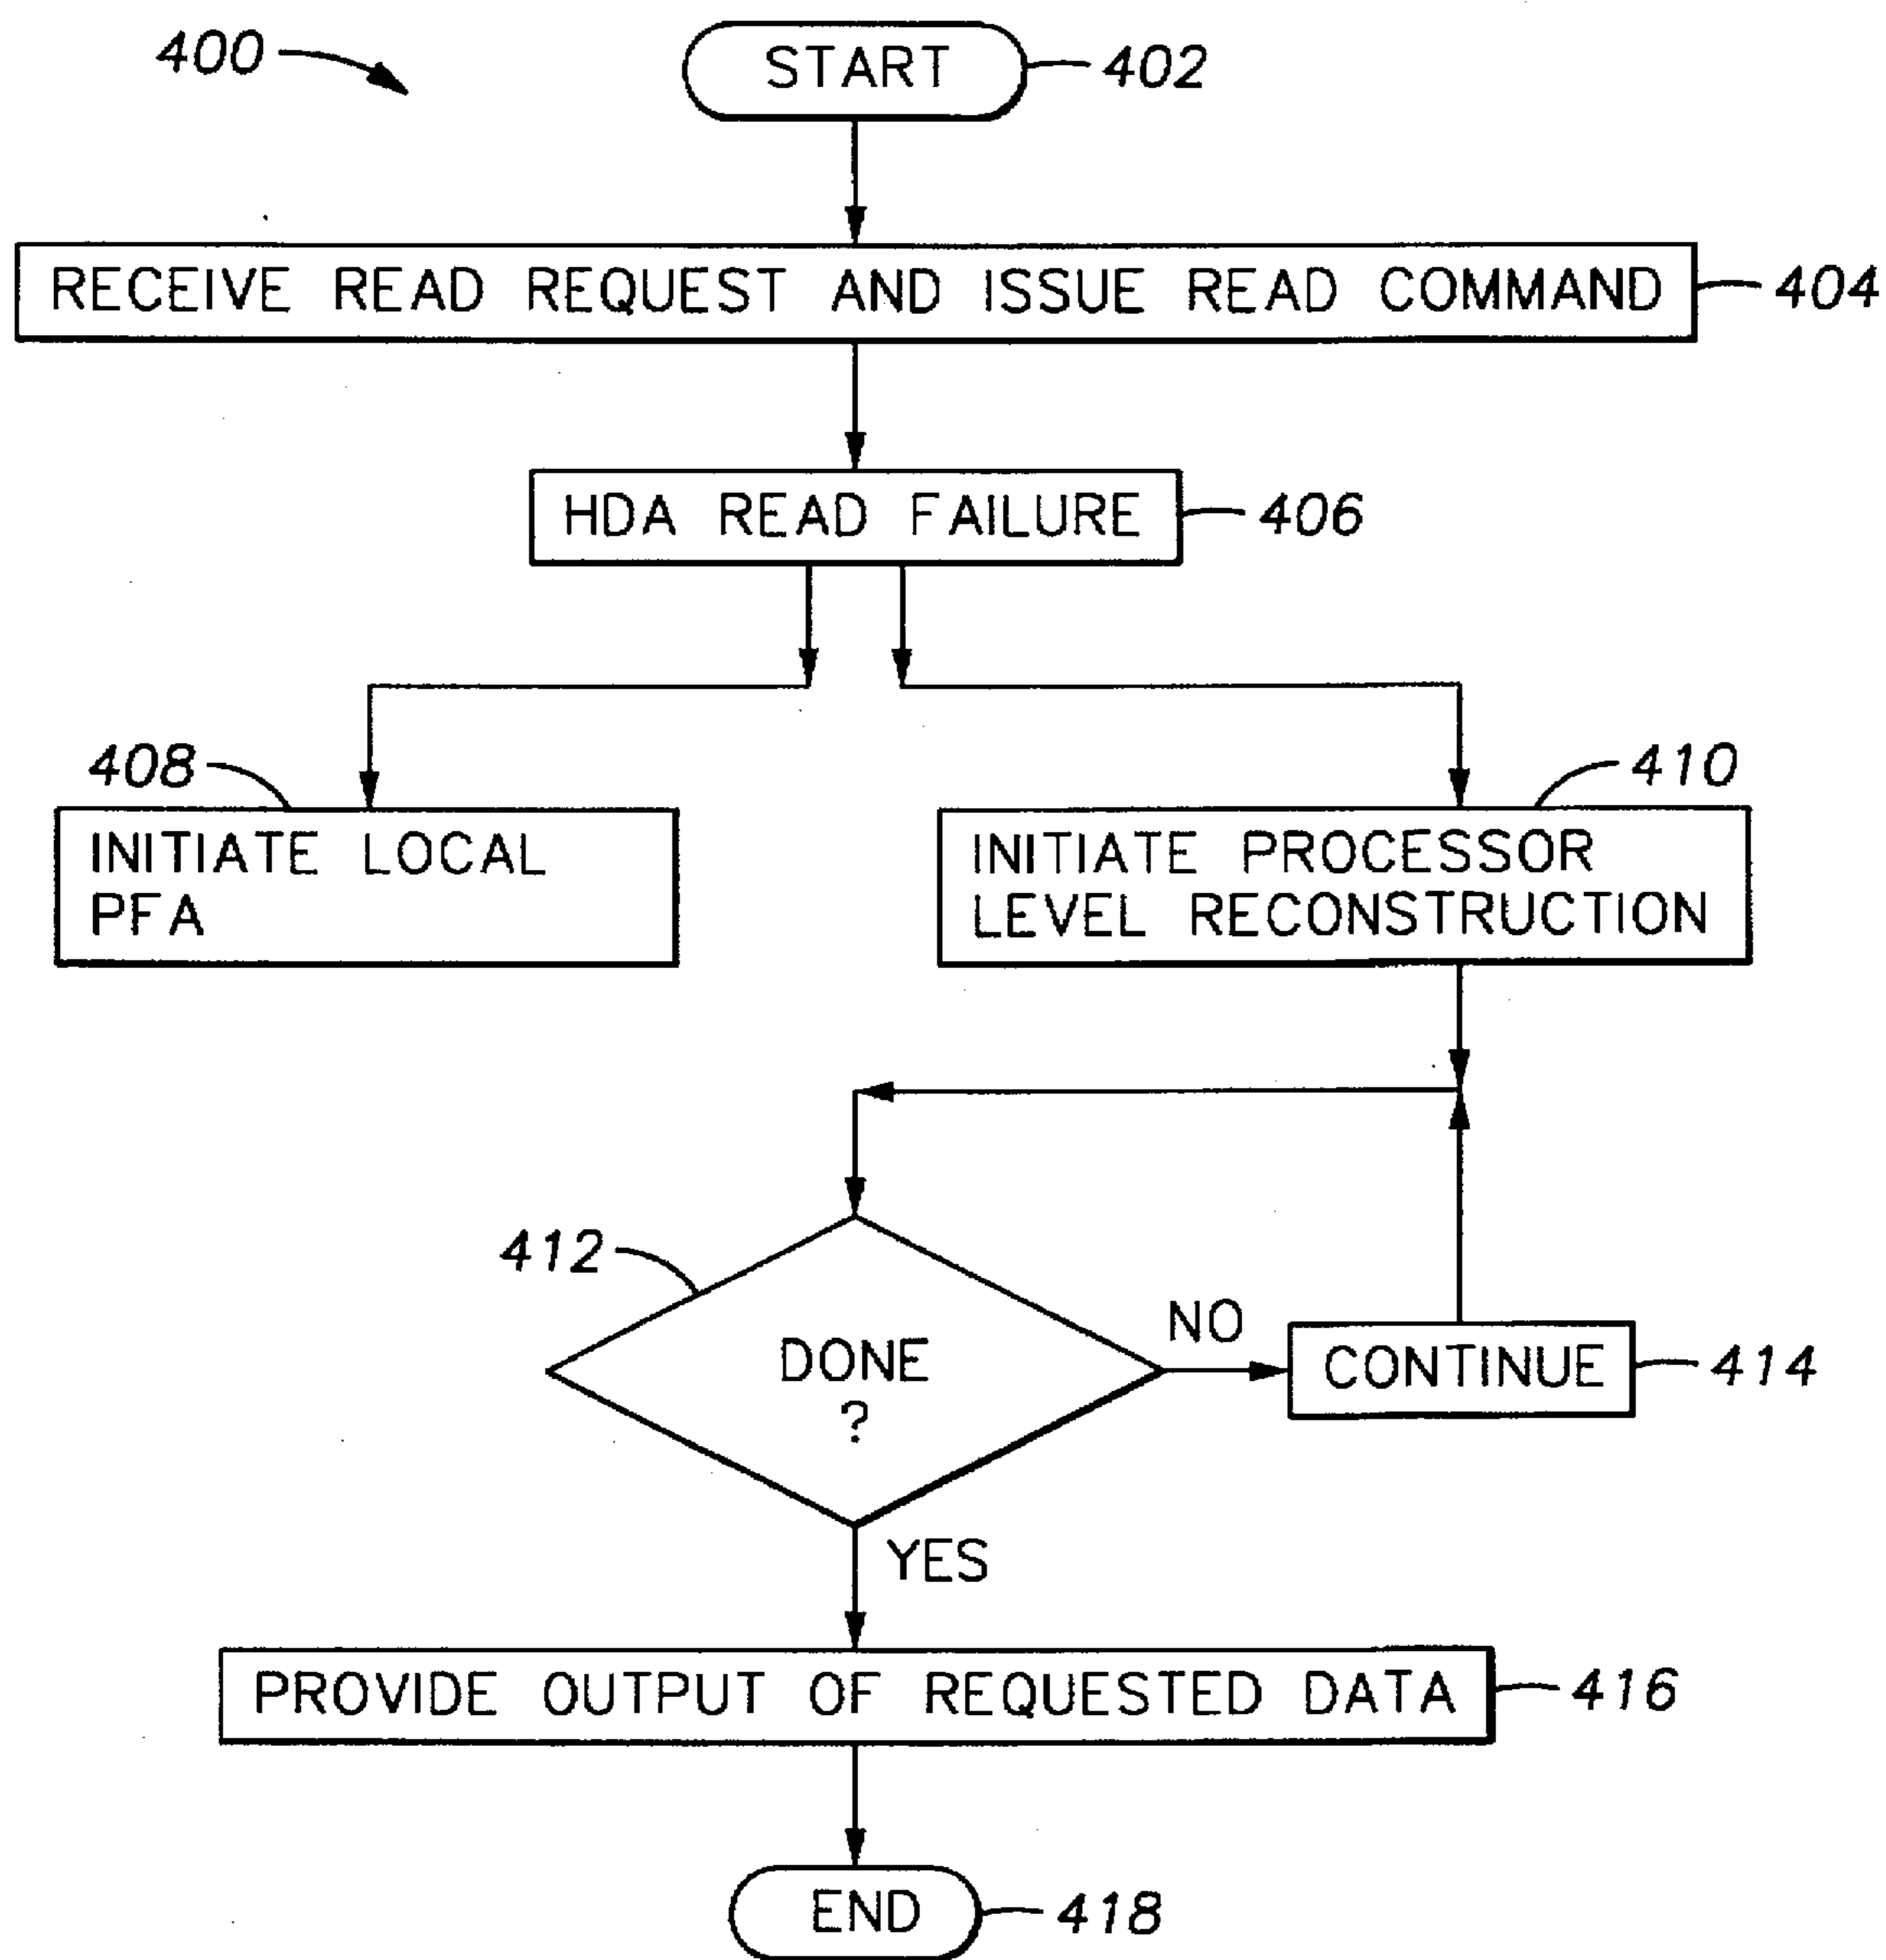 400
START
402
RECEIVE READ REQUEST AND ISSUE READ COMMAND
404
HDA READ FAILURE
406
408
INITIATE LOCAL
PFA
410
INITIATE PROCESSOR
LEVEL RECONSTRUCTION
412
DONE
?
NO
CONTINUE
414
YES
PROVIDE OUTPUT OF REQUESTED DATA
416
END
418